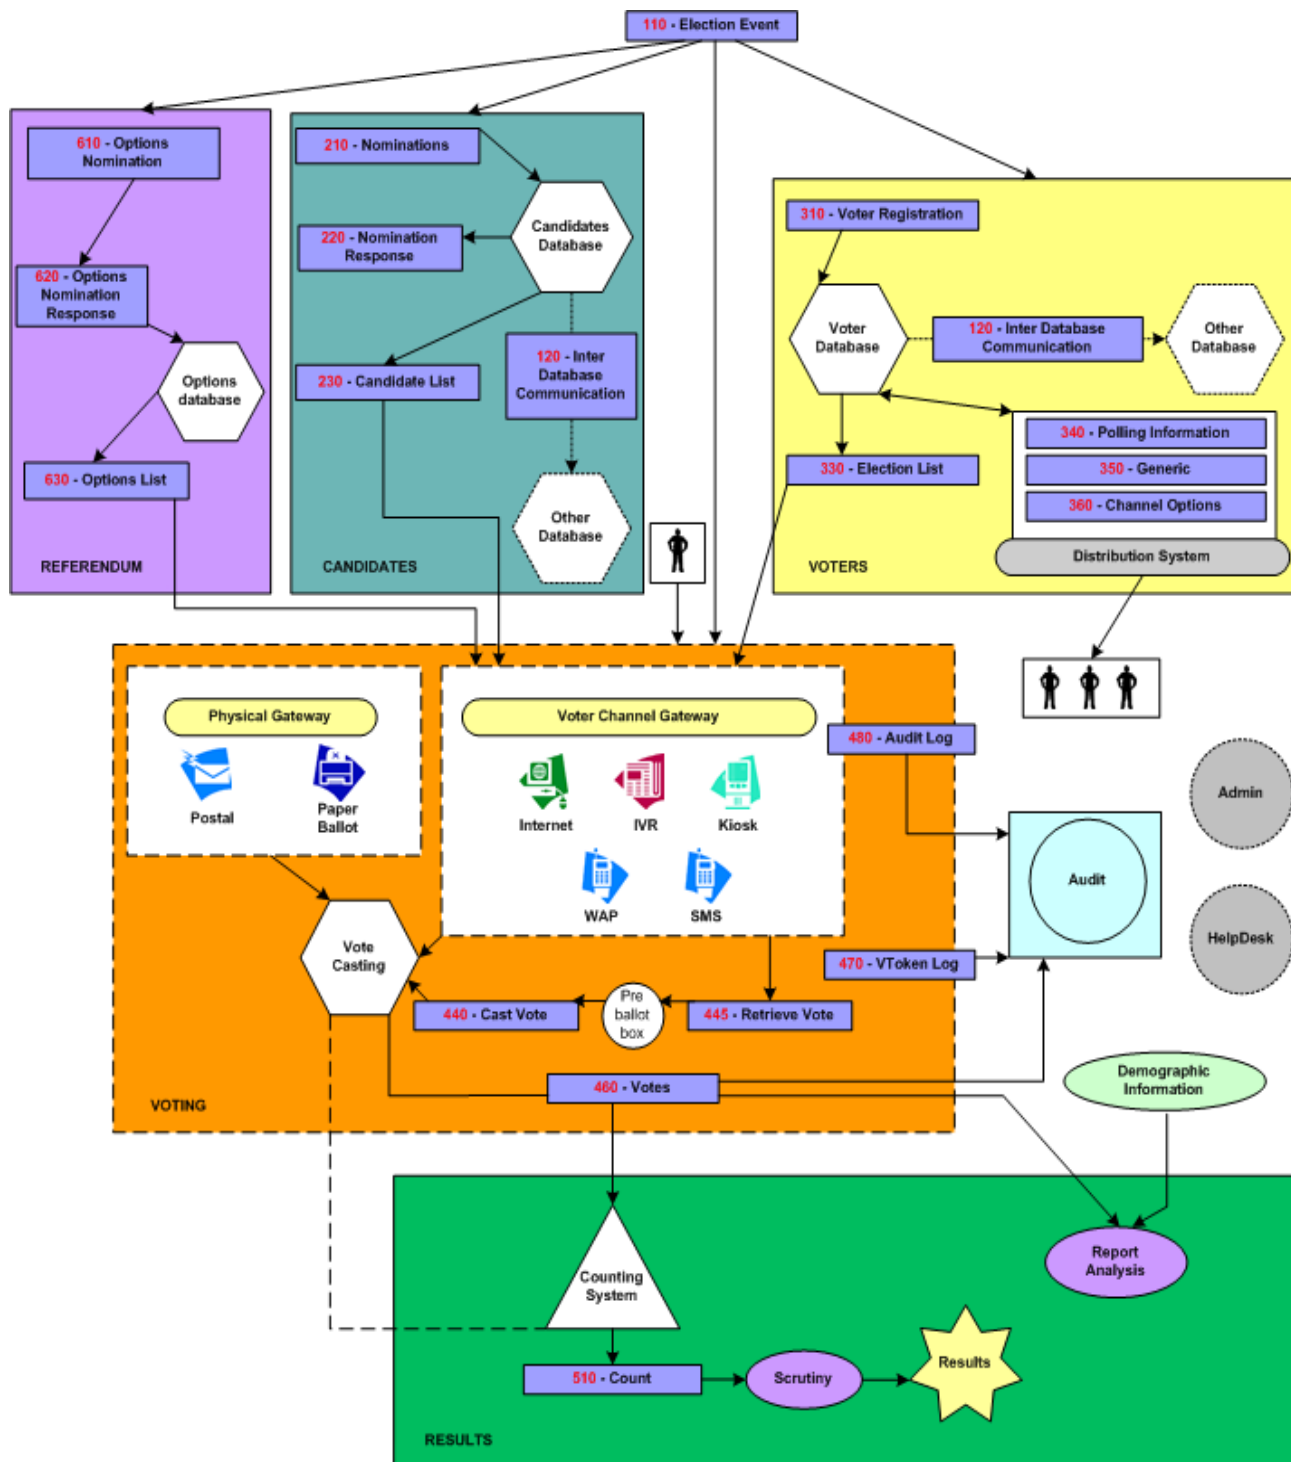 110 - Election Event
610 - Options
Nomination
620 - Options
Nomination
Response
Options
database
630 - Options List
REFERENDUM
210 - Nominations
Candidates
Database
220 - Nomination
Response
120 - Inter
Database
Communication
230 - Candidate List
Other
Database
CANDIDATES
310 - Voter Registration
Voter
Database
120 - Inter Database
Communication
Other
Database
340 - Polling Information
350 - Generic
360 - Channel Options
330 - Election List
Distribution System
VOTERS
Physical Gateway
Postal
Paper
Ballot
Voter Channel Gateway
Internet
IVR
Kiosk
WAP
SMS
480 - Audit Log
Audit
Admin
HelpDesk
470 - VToken Log
Vote
Casting
440 - Cast Vote
Pre
ballot
box
445 - Retrieve Vote
460 - Votes
VOTING
Demographic
Information
Report
Analysis
Counting
System
510 - Count
Scrutiny
Results
RESULTS